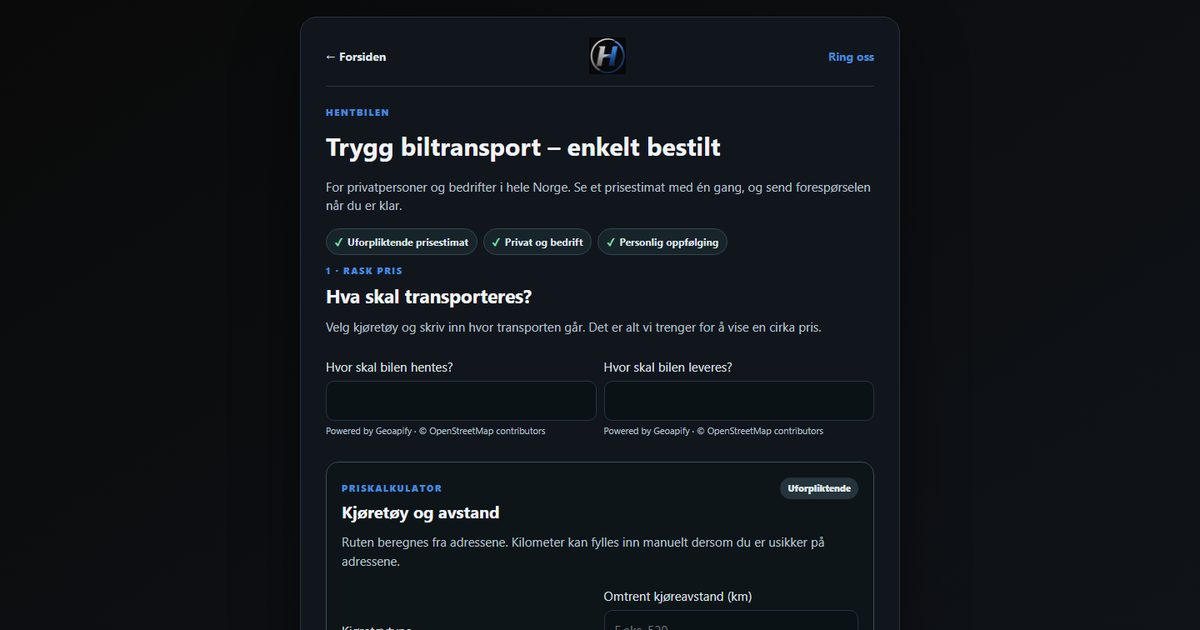 ← Forsiden
H
Ring oss
HENTBILEN
Trygg biltransport – enkelt bestilt
For privatpersoner og bedrifter i hele Norge. Se et prisestimat med én gang, og send forespørselen
når du er klar.
✓ Uforpliktende prisestimat
✓ Privat og bedrift
✓ Personlig oppfølging
1 · RASK PRIS
Hva skal transporteres?
Velg kjøretøy og skriv inn hvor transporten går. Det er alt vi trenger for å vise en cirka pris.
Hvor skal bilen hentes?
Hvor skal bilen leveres?
Powered by Geoapify · © OpenStreetMap contributors
Powered by Geoapify · © OpenStreetMap contributors
PRISKALKULATOR
Uforpliktende
Kjøretøy og avstand
Ruten beregnes fra adressene. Kilometer kan fylles inn manuelt dersom du er usikker på
adressene.
Omtrent kjøreavstand (km)